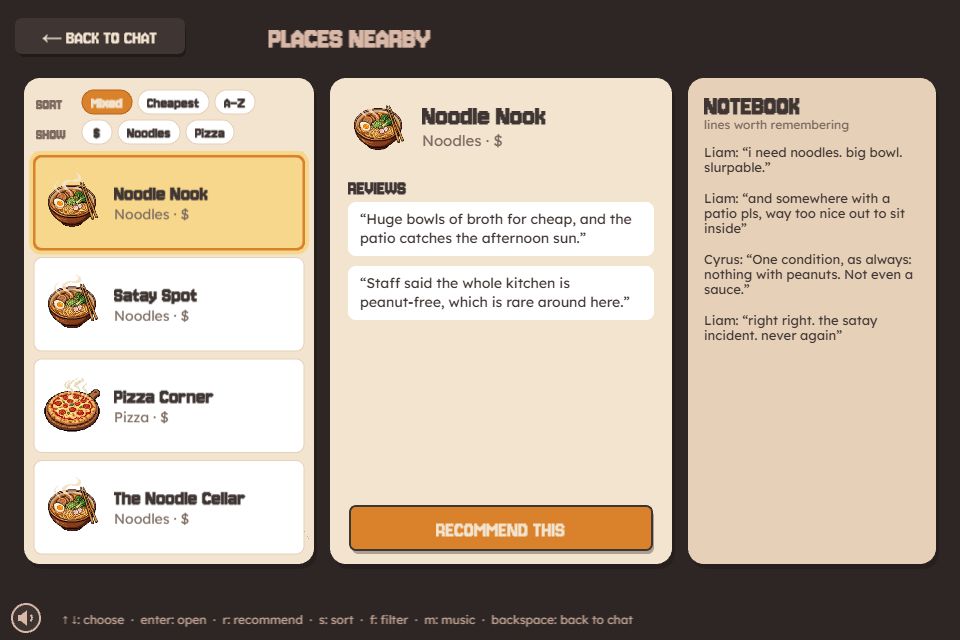 ← BACK TO CHAT
PLACES NEARBY
SORT Mixed Cheapest A-Z
SHOW $ Noodles Pizza
Noodle Nook
Noodles · $
Satay Spot
Noodles · $
Pizza Corner
Pizza · $
The Noodle Cellar
Noodles · $
Noodle Nook
Noodles · $
REVIEWS
“Huge bowls of broth for cheap, and the
patio catches the afternoon sun.”
“Staff said the whole kitchen is
peanut-free, which is rare around here.”
RECOMMEND THIS
NOTEBOOK
lines worth remembering
Liam: “i need noodles. big bowl.
slurpable.”
Liam: “and somewhere with a
patio pls, way too nice out to sit
inside”
Cyrus: “One condition, as always:
nothing with peanuts. Not even a
sauce.”
Liam: “right right. the satay
incident. never again”
↑ ↓: choose · enter: open · r: recommend · s: sort · f: filter · m: music · backspace: back to chat